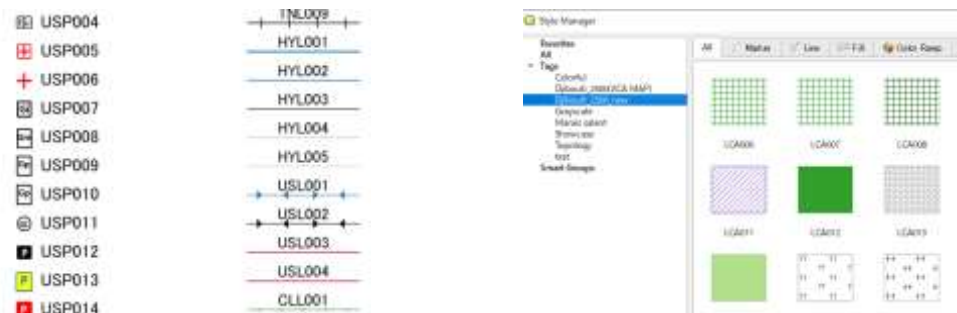 USP004
USP005
USP006
USP007
USP008
USP009
USP010
USP011
USP012
USP013
USP014
TNL009
HYL001
HYL002
HYL003
HYL004
HYL005
USL001
USL002
USL003
USL004
CLL001
Style Manager
Favorites
All
Tags
Colorful
Grayscale
Showcase
Topology
test
Smart Groups
All
Marker
Line
Fill
Color Ramp
LCA006
LCA007
LCA008
LCA011
LCA012
LCA013